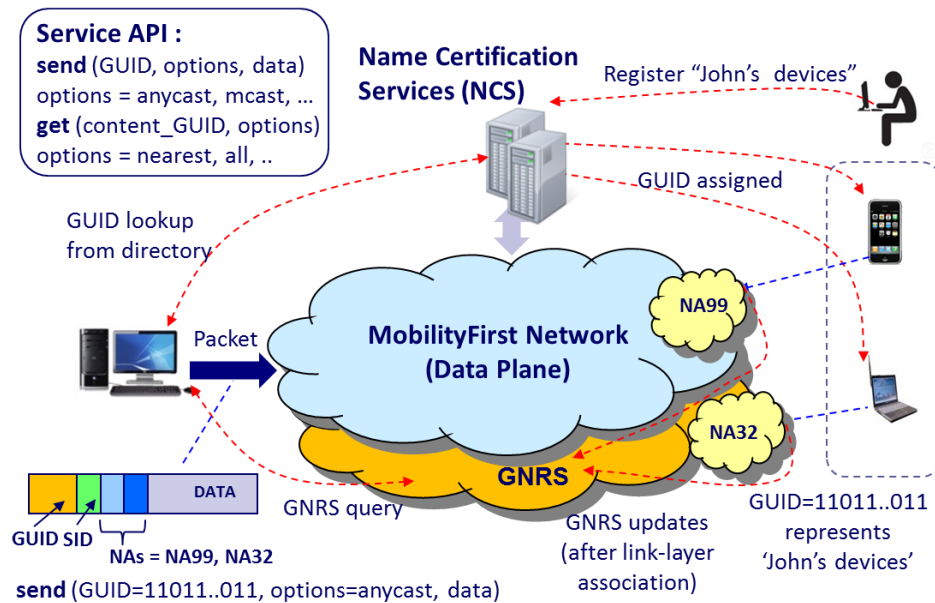 Service API :
send (GUID, options, data)
options = anycast, mcast, ...
get (content_GUID, options)
options = nearest, all, ..
Name Certification
Services (NCS)
Register “John’s devices”
GUID assigned
GUID lookup
from directory
NA99
Packet
MobilityFirst Network
(Data Plane)
NA32
GNRS
DATA
GNRS query
GUID SID
NAs = NA99, NA32
GNRS updates
(after link-layer
association)
GUID=11011..011
represents
‘John’s devices’
send (GUID=11011..011, options=anycast, data)